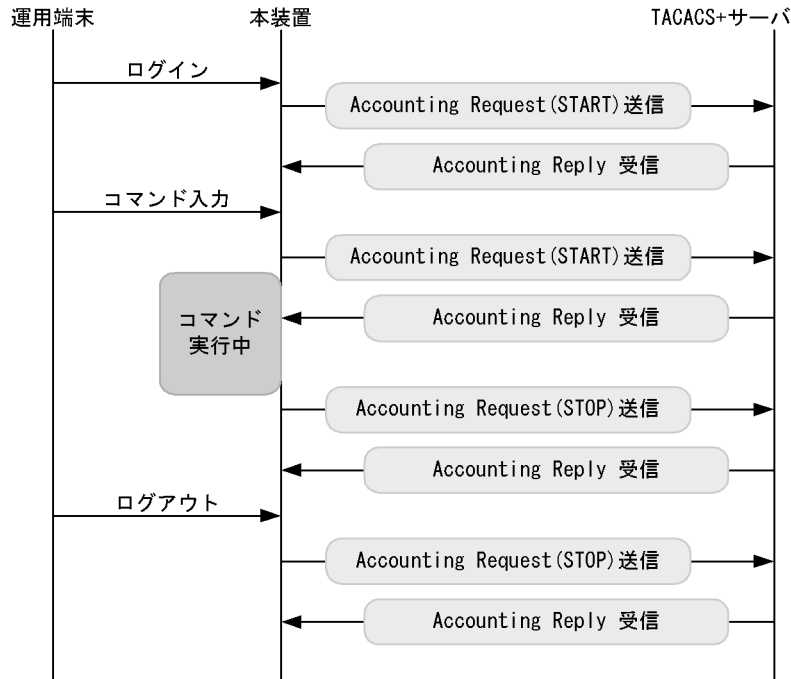 運用端末
本装置
TACACS+サーバ
ログイン
Accounting Request(START)送信
Accounting Reply 受信
コマンド入力
Accounting Request(START)送信
コマンド
実行中
Accounting Reply 受信
Accounting Request(STOP)送信
Accounting Reply 受信
ログアウト
Accounting Request(STOP)送信
Accounting Reply 受信